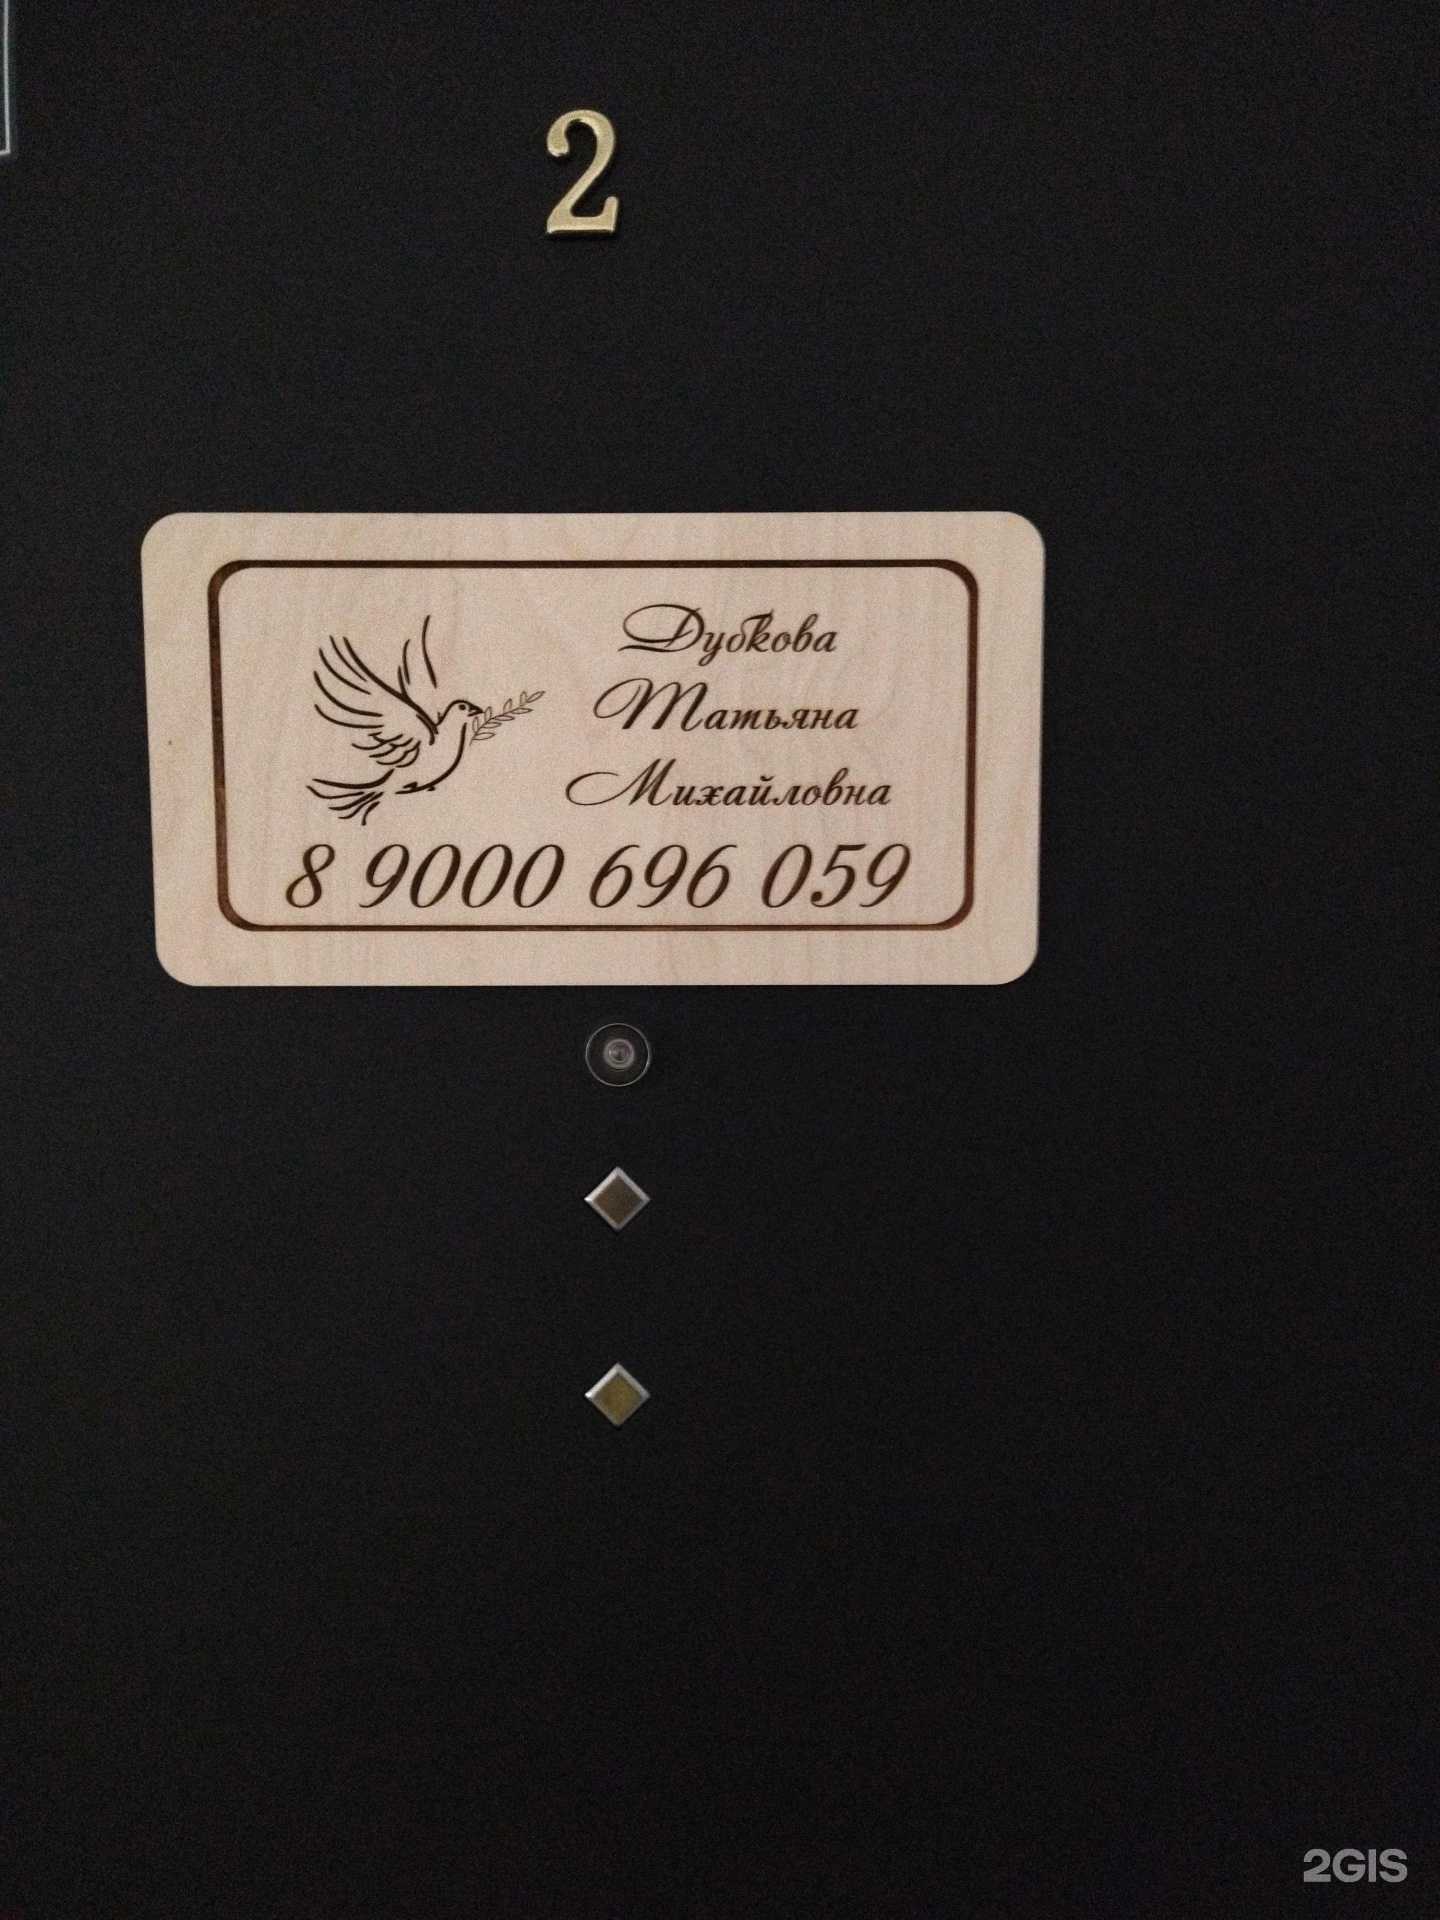 2
Дубкова
Татьяна
Михайловна
8 9000 696 059
2GIS